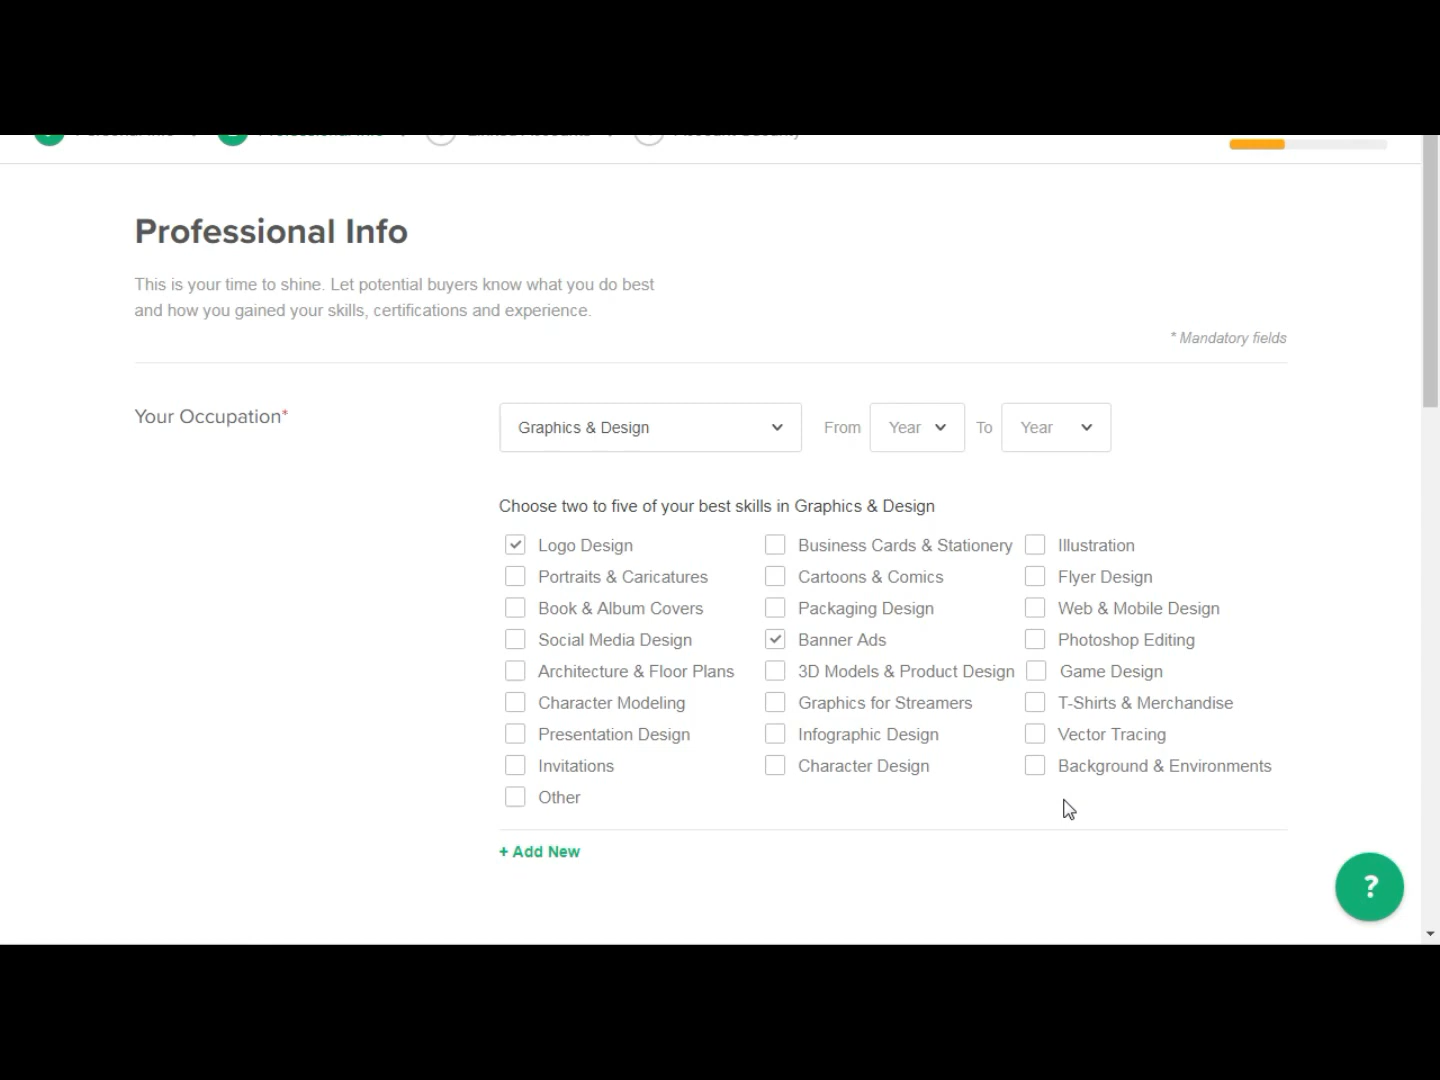 Professional Info
This is your time to shine. Let potential buyers know what you do best
and how you gained your skills, certifications and experience.
* Mandatory fields
Your Occupation*
Graphics & Design From Year To Year
Choose two to five of your best skills in Graphics & Design
Logo Design Business Cards & Stationery Illustration
Portraits & Caricatures Cartoons & Comics Flyer Design
Book & Album Covers Packaging Design Web & Mobile Design
Social Media Design Banner Ads Photoshop Editing
Architecture & Floor Plans 3D Models & Product Design Game Design
Character Modeling Graphics for Streamers T-Shirts & Merchandise
Presentation Design Infographic Design Vector Tracing
Invitations Character Design Background & Environments
Other
+ Add New
?